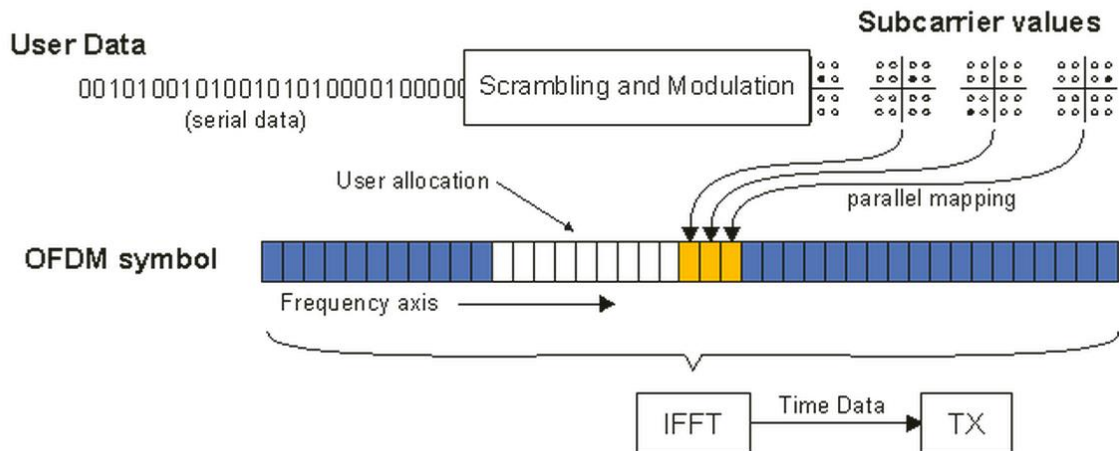 Subcarrier values
User Data
001010010100101010000100000
Scrambling and Modulation
(serial data)
User allocation
parallel mapping
OFDM symbol
Frequency axis
IFFT
Time Data
TX